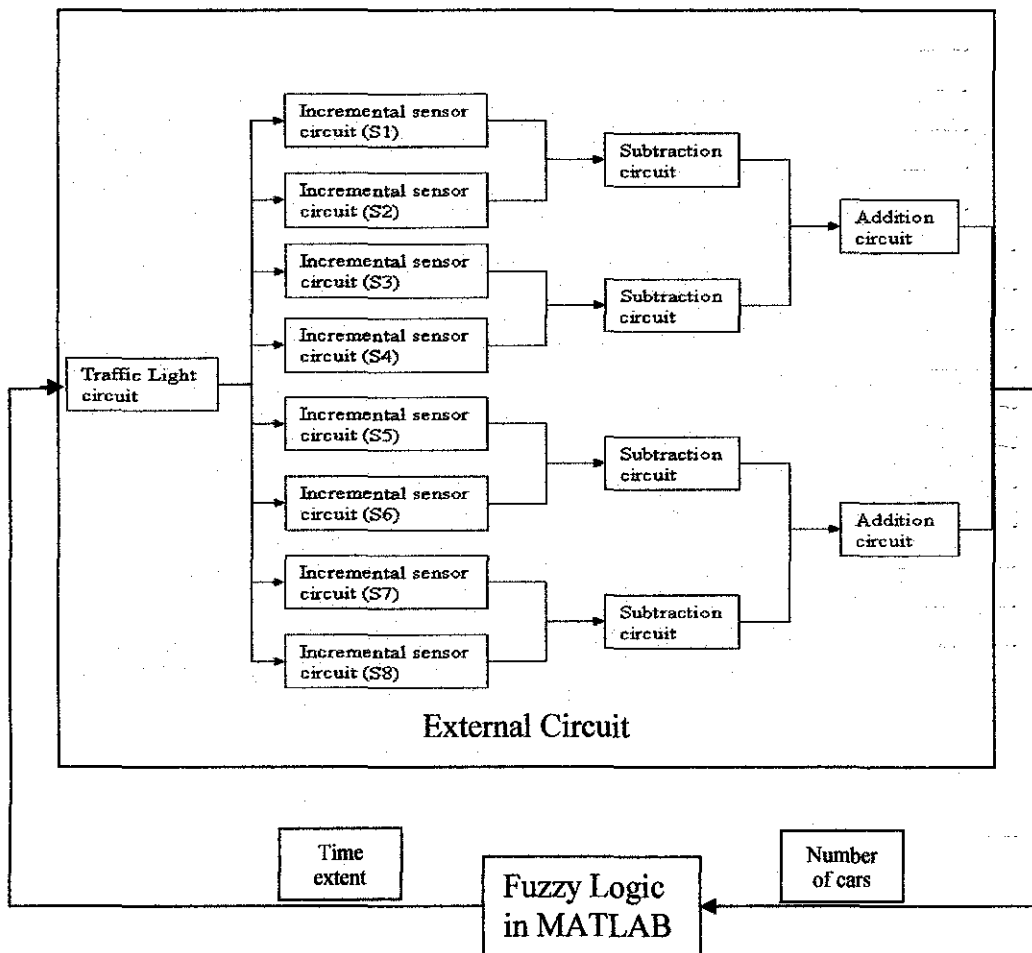 Incremental sensor
circuit (S1)
Incremental sensor
circuit (S2)
Incremental sensor
circuit (S3)
Incremental sensor
circuit (S4)
Traffic Light
circuit
Incremental sensor
circuit (S5)
Incremental sensor
circuit (S6)
Incremental sensor
circuit (S7)
Incremental sensor
circuit (S8)
Subtraction
circuit
Subtraction
circuit
Subtraction
circuit
Subtraction
circuit
Addition
circuit
Addition
circuit
External Circuit
Time
extent
Fuzzy Logic
in MATLAB
Number
of cars